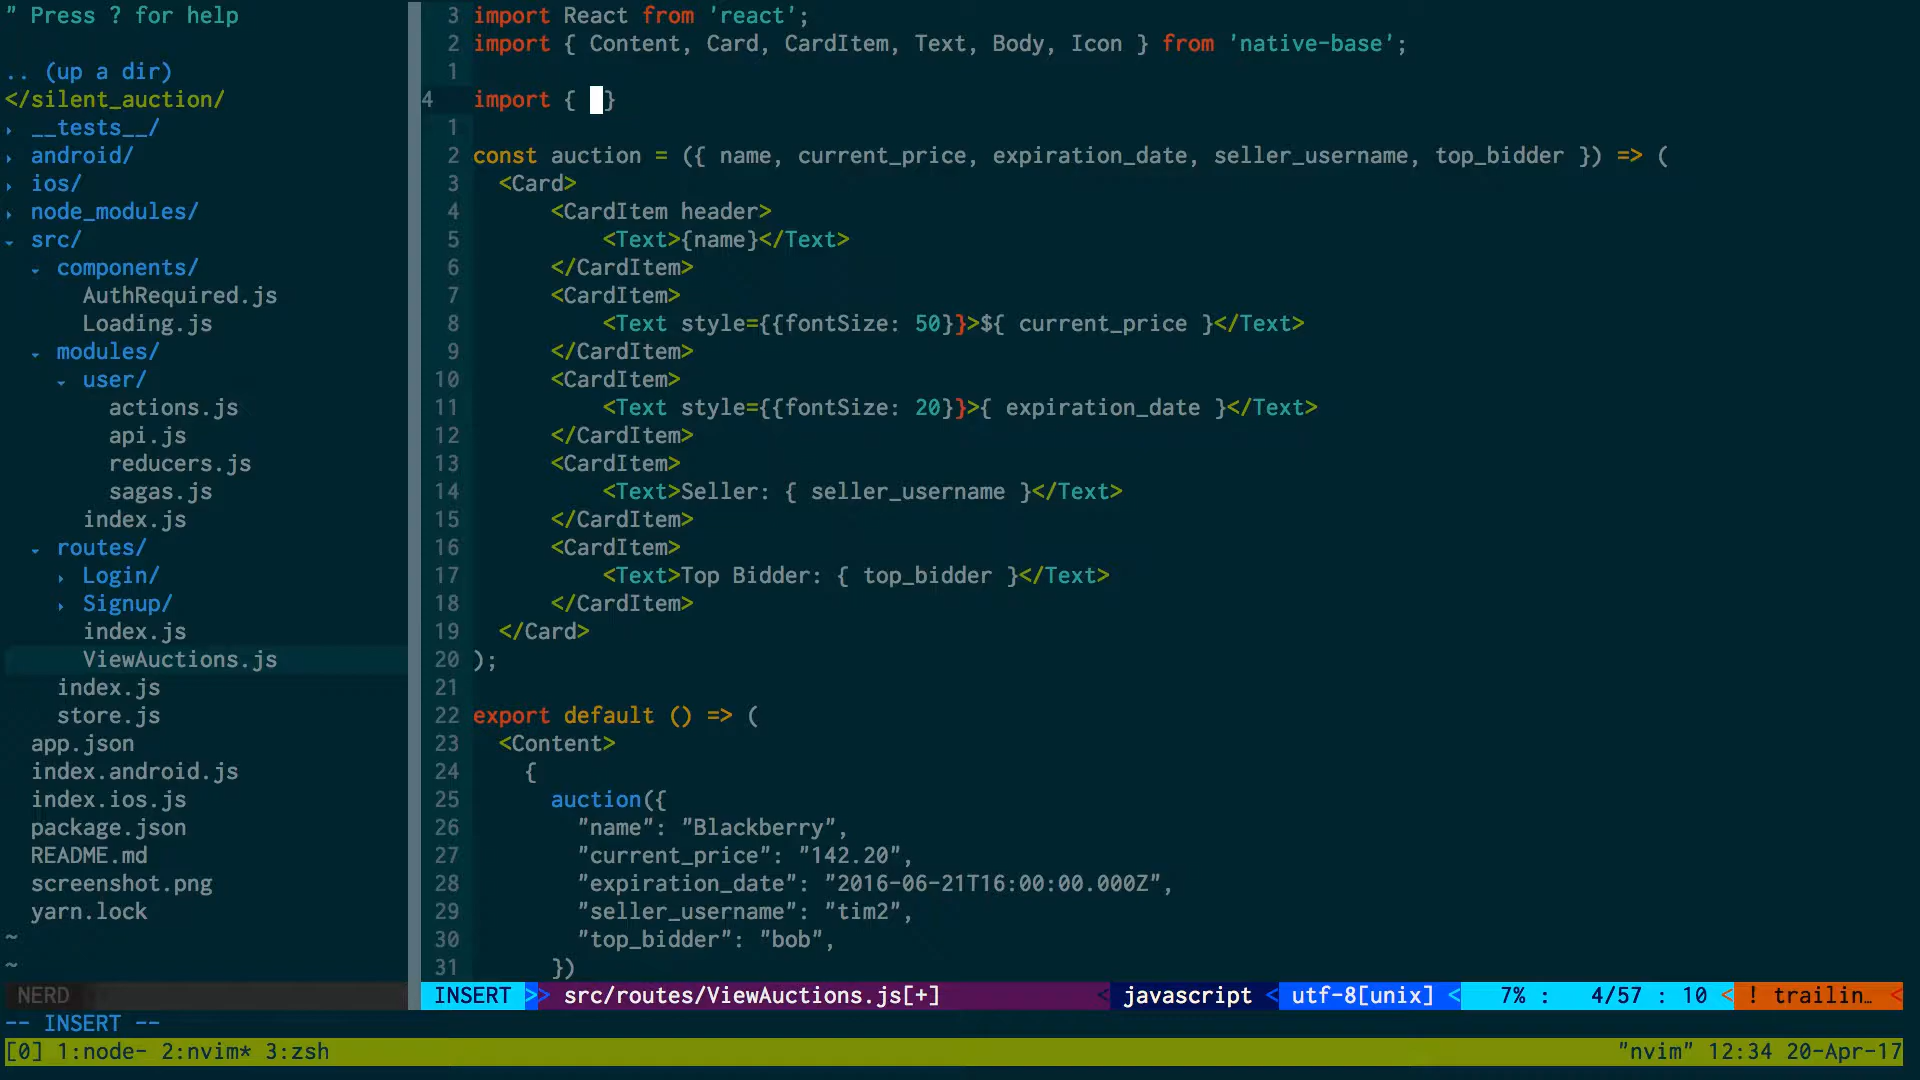 " Press ? for help
.. (up a dir)
</silent_auction/
▸ __tests__/
▸ android/
▸ ios/
▸ node_modules/
▾ src/
▾ components/
AuthRequired.js
Loading.js
▾ modules/
▾ user/
actions.js
api.js
reducers.js
sagas.js
index.js
▾ routes/
▸ Login/
▸ Signup/
index.js
ViewAuctions.js
index.js
store.js
app.json
index.android.js
index.ios.js
package.json
README.md
screenshot.png
yarn.lock
~
~
NERD
3 import React from 'react';
2 import { Content, Card, CardItem, Text, Body, Icon } from 'native-base';
1
4 import { }
1
2 const auction = ({ name, current_price, expiration_date, seller_username, top_bidder }) => (
3 <Card>
4 <CardItem header>
5 <Text>{name}</Text>
6 </CardItem>
7 <CardItem>
8 <Text style={{fontSize: 50}}>${ current_price }</Text>
9 </CardItem>
10 <CardItem>
11 <Text style={{fontSize: 20}}>{ expiration_date }</Text>
12 </CardItem>
13 <CardItem>
14 <Text>Seller: { seller_username }</Text>
15 </CardItem>
16 <CardItem>
17 <Text>Top Bidder: { top_bidder }</Text>
18 </CardItem>
19 </Card>
20 );
21
22 export default () => (
23 <Content>
24 {
25 auction({
26 "name": "Blackberry",
27 "current_price": "142.20",
28 "expiration_date": "2016-06-21T16:00:00.000Z",
29 "seller_username": "tim2",
30 "top_bidder": "bob",
31 })
INSERT >> src/routes/ViewAuctions.js[+] < javascript < utf-8[unix] < 7% : 4/57 : 10 < ! trailin… <
-- INSERT --
[0] 1:node- 2:nvim* 3:zsh "nvim" 12:34 20-Apr-17